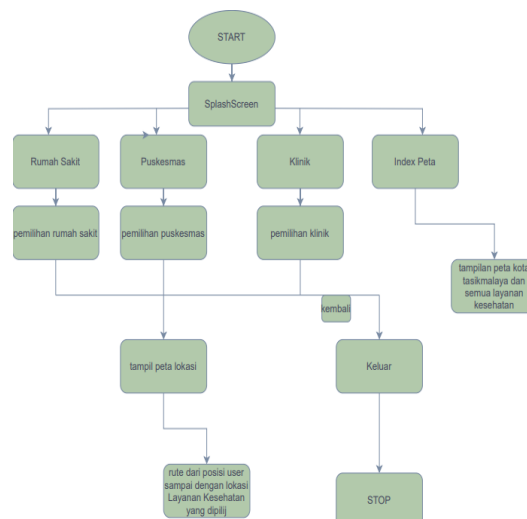 START
SplashScreen
Rumah Sakit
Puskesmas
Klinik
Index Peta
pemilihan rumah sakit
pemilihan puskesmas
pemilihan klinik
tampilan peta kota
tasikmalaya dan
semua layanan
kesehatan
kembali
tampil peta lokasi
Keluar
rute dari posisi user
sampai dengan lokasi
Layanan Kesehatan
yang dipilij
STOP